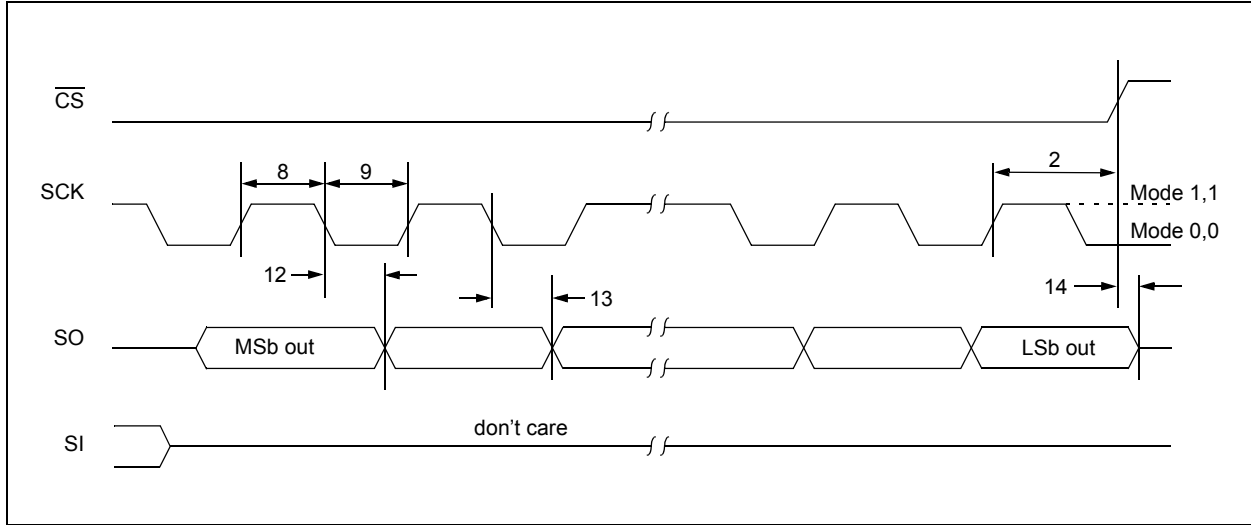 CS
8
9
2
SCK
Mode 1,1
Mode 0,0
12
13
14
SO
MSb out
LSb out
SI
don't care